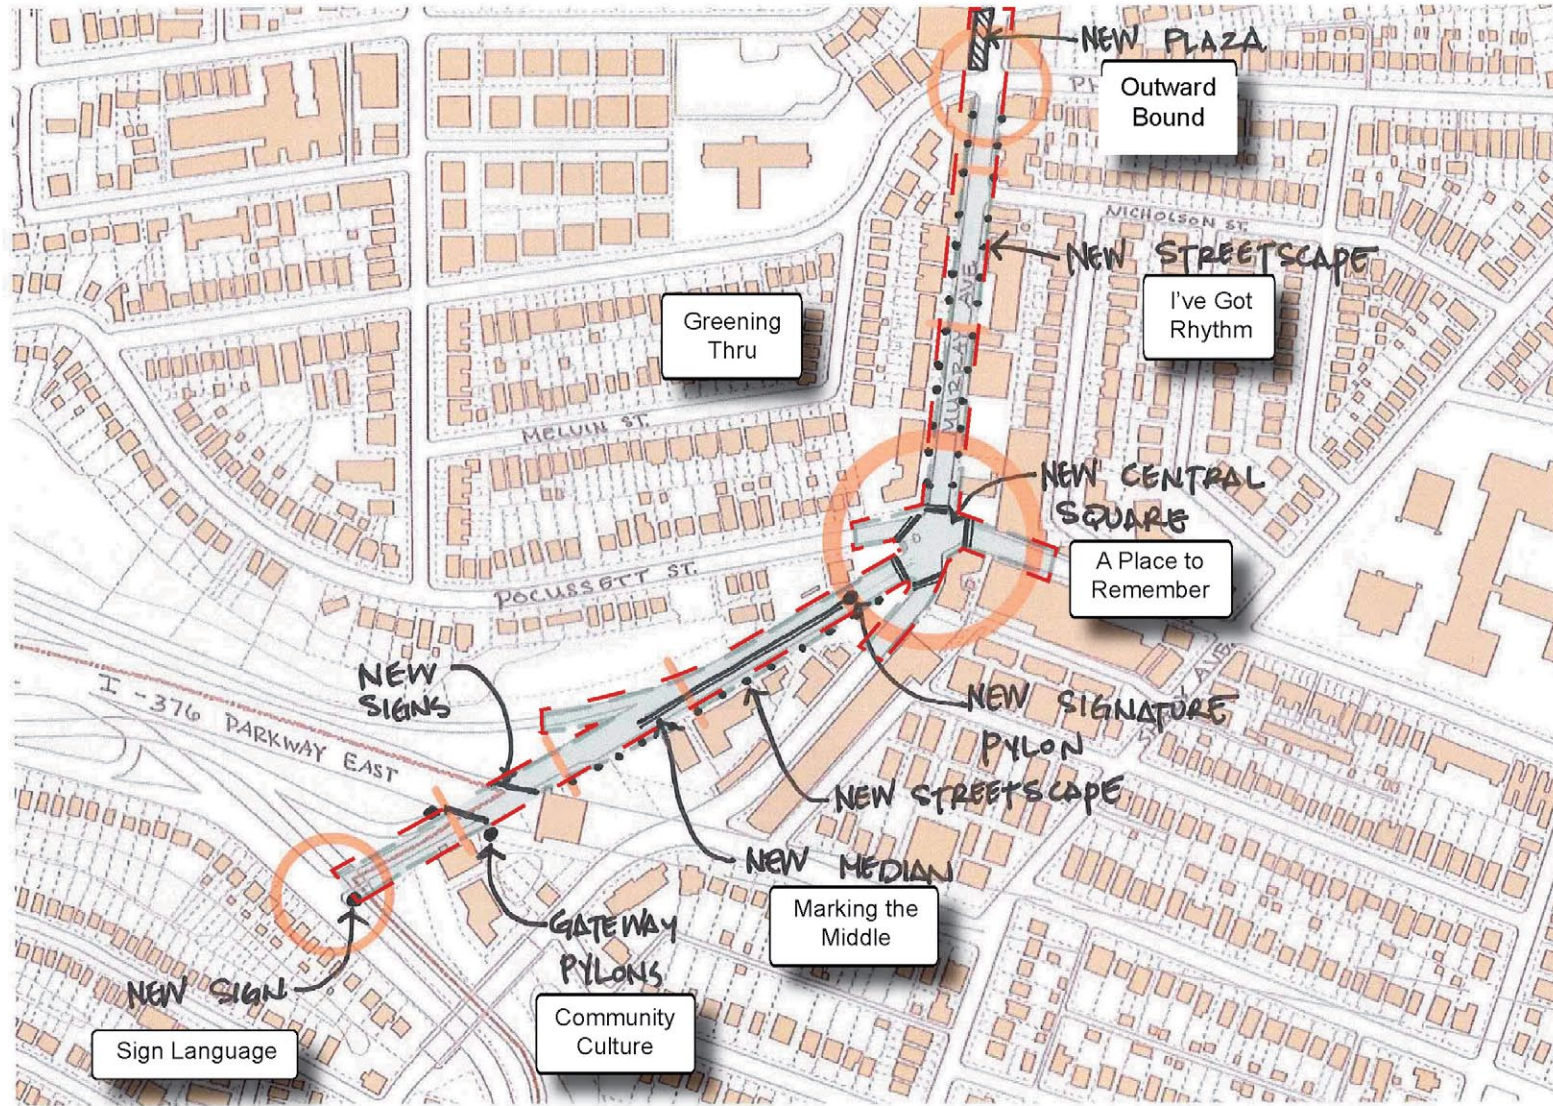 NEW PLAZA
Outward
Bound
NICHOLSON ST.
NEW STREETSCAPE
I've Got
Rhythm
Greening
Thru
MURRAY AVE
MELVIN ST.
NEW CENTRAL
SQUARE
A Place to
Remember
POCUSSETT ST.
NEW
SIGNS
I-376 PARKWAY EAST
NEW SIGNATURE
PYLON
AVE.
NEW STREETSCAPE
NEW MEDIAN
Marking the
Middle
GATEWAY
PYLONS
Community
Culture
NEW SIGN
Sign Language